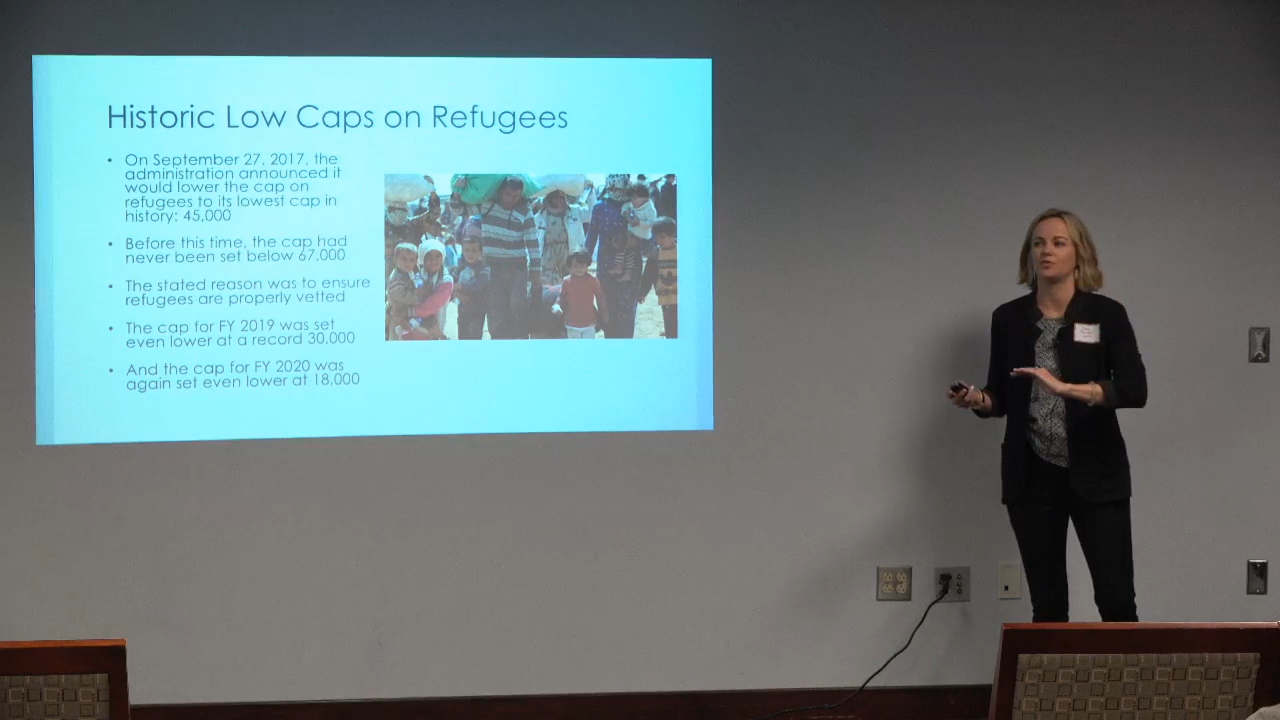 Historic Low Caps on Refugees
• On September 27, 2017, the
administration announced it
would lower the cap on
refugees to its lowest cap in
history: 45,000
• Before this time, the cap had
never been set below 67,000
• The stated reason was to ensure
refugees are properly vetted
• The cap for FY 2019 was set
even lower at a record 30,000
• And the cap for FY 2020 was
again set even lower at 18,000